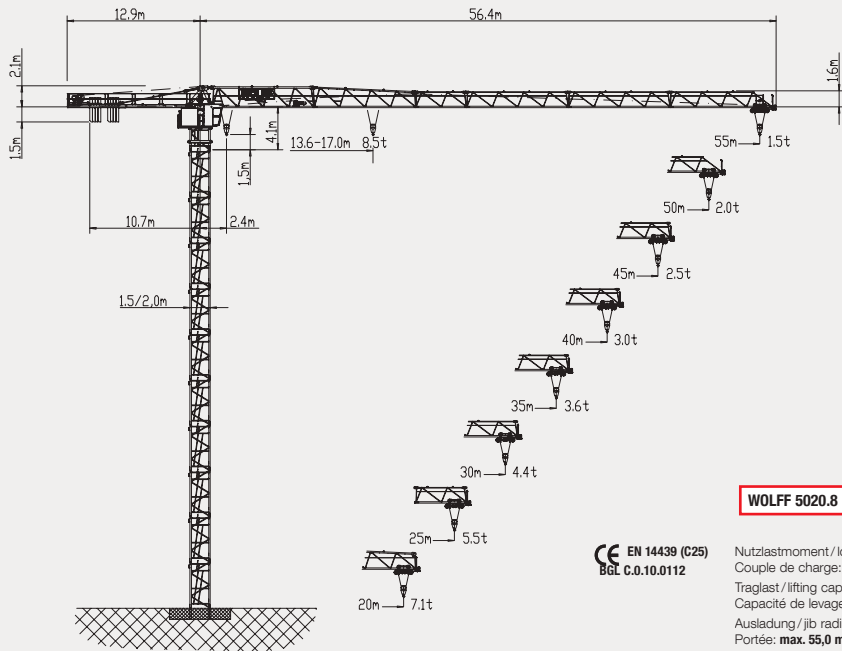 12.9m
56.4m
2.1m
1.6m
1.5m
4.1m
13.6-17.0m 8.5t
1.5m
55m 1.5t
50m 2.0t
10.7m
2.4m
45m 2.5t
1.5/2,0m
40m 3.0t
35m 3.6t
30m 4.4t
25m 5.5t
20m 7.1t
WOLFF 5020.8
CE EN 14439 (C25)
BGL C.0.10.0112
Nutzlastmoment / lo
Couple de charge:
Traglast / lifting cap
Capacité de levage
Ausladung / jib radi
Portée: max. 55,0 m